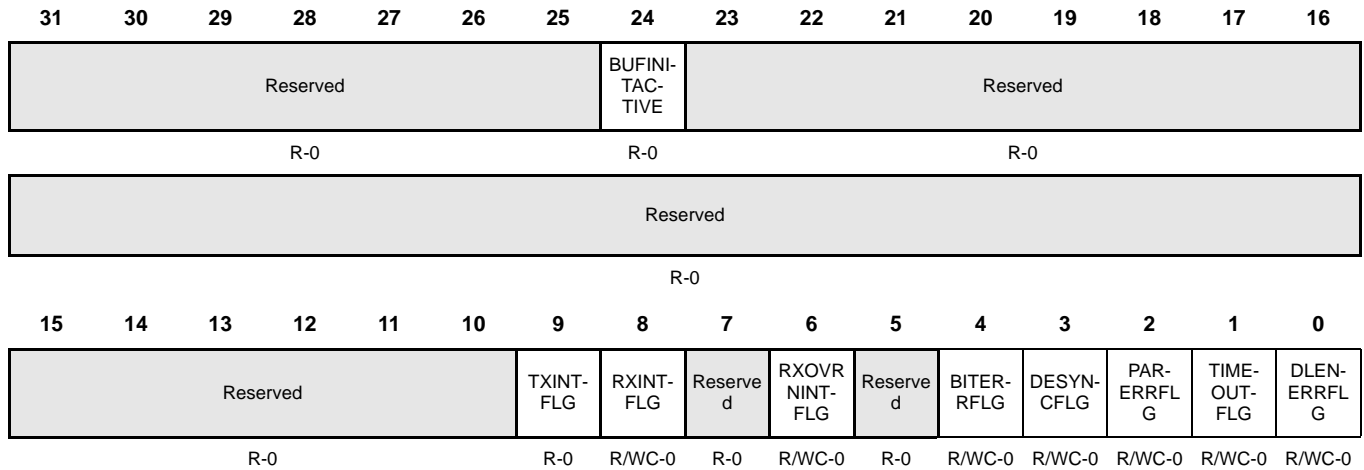 31 30 29 28 27 26 25 24 23 22 21 20 19 18 17 16
Reserved
BUFINI-
TAC-
TIVE
Reserved
R-0 R-0 R-0
Reserved
R-0
15 14 13 12 11 10 9 8 7 6 5 4 3 2 1 0
Reserved
TXINT-
FLG
RXINT-
FLG
Reserve
d
RXOVR
NINT-
FLG
Reserve
d
BITER-
RFLG
DESYN-
CFLG
PAR-
ERRFL
G
TIME-
OUT-
FLG
DLEN-
ERRFL
G
R-0 R-0 R/WC-0 R-0 R/WC-0 R-0 R/WC-0 R/WC-0 R/WC-0 R/WC-0 R/WC-0